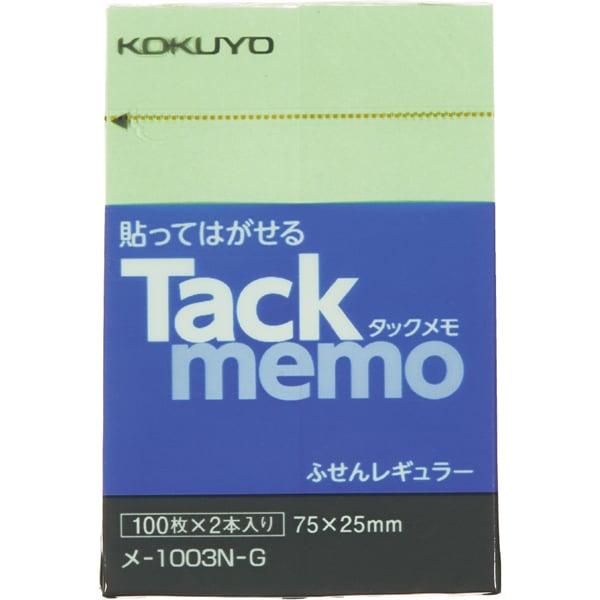 KOKUYO
貼ってはがせる
Tack
タックメモ
memo
ふせんレギュラー
100枚×2本入り 75×25mm
メ-1003N-G